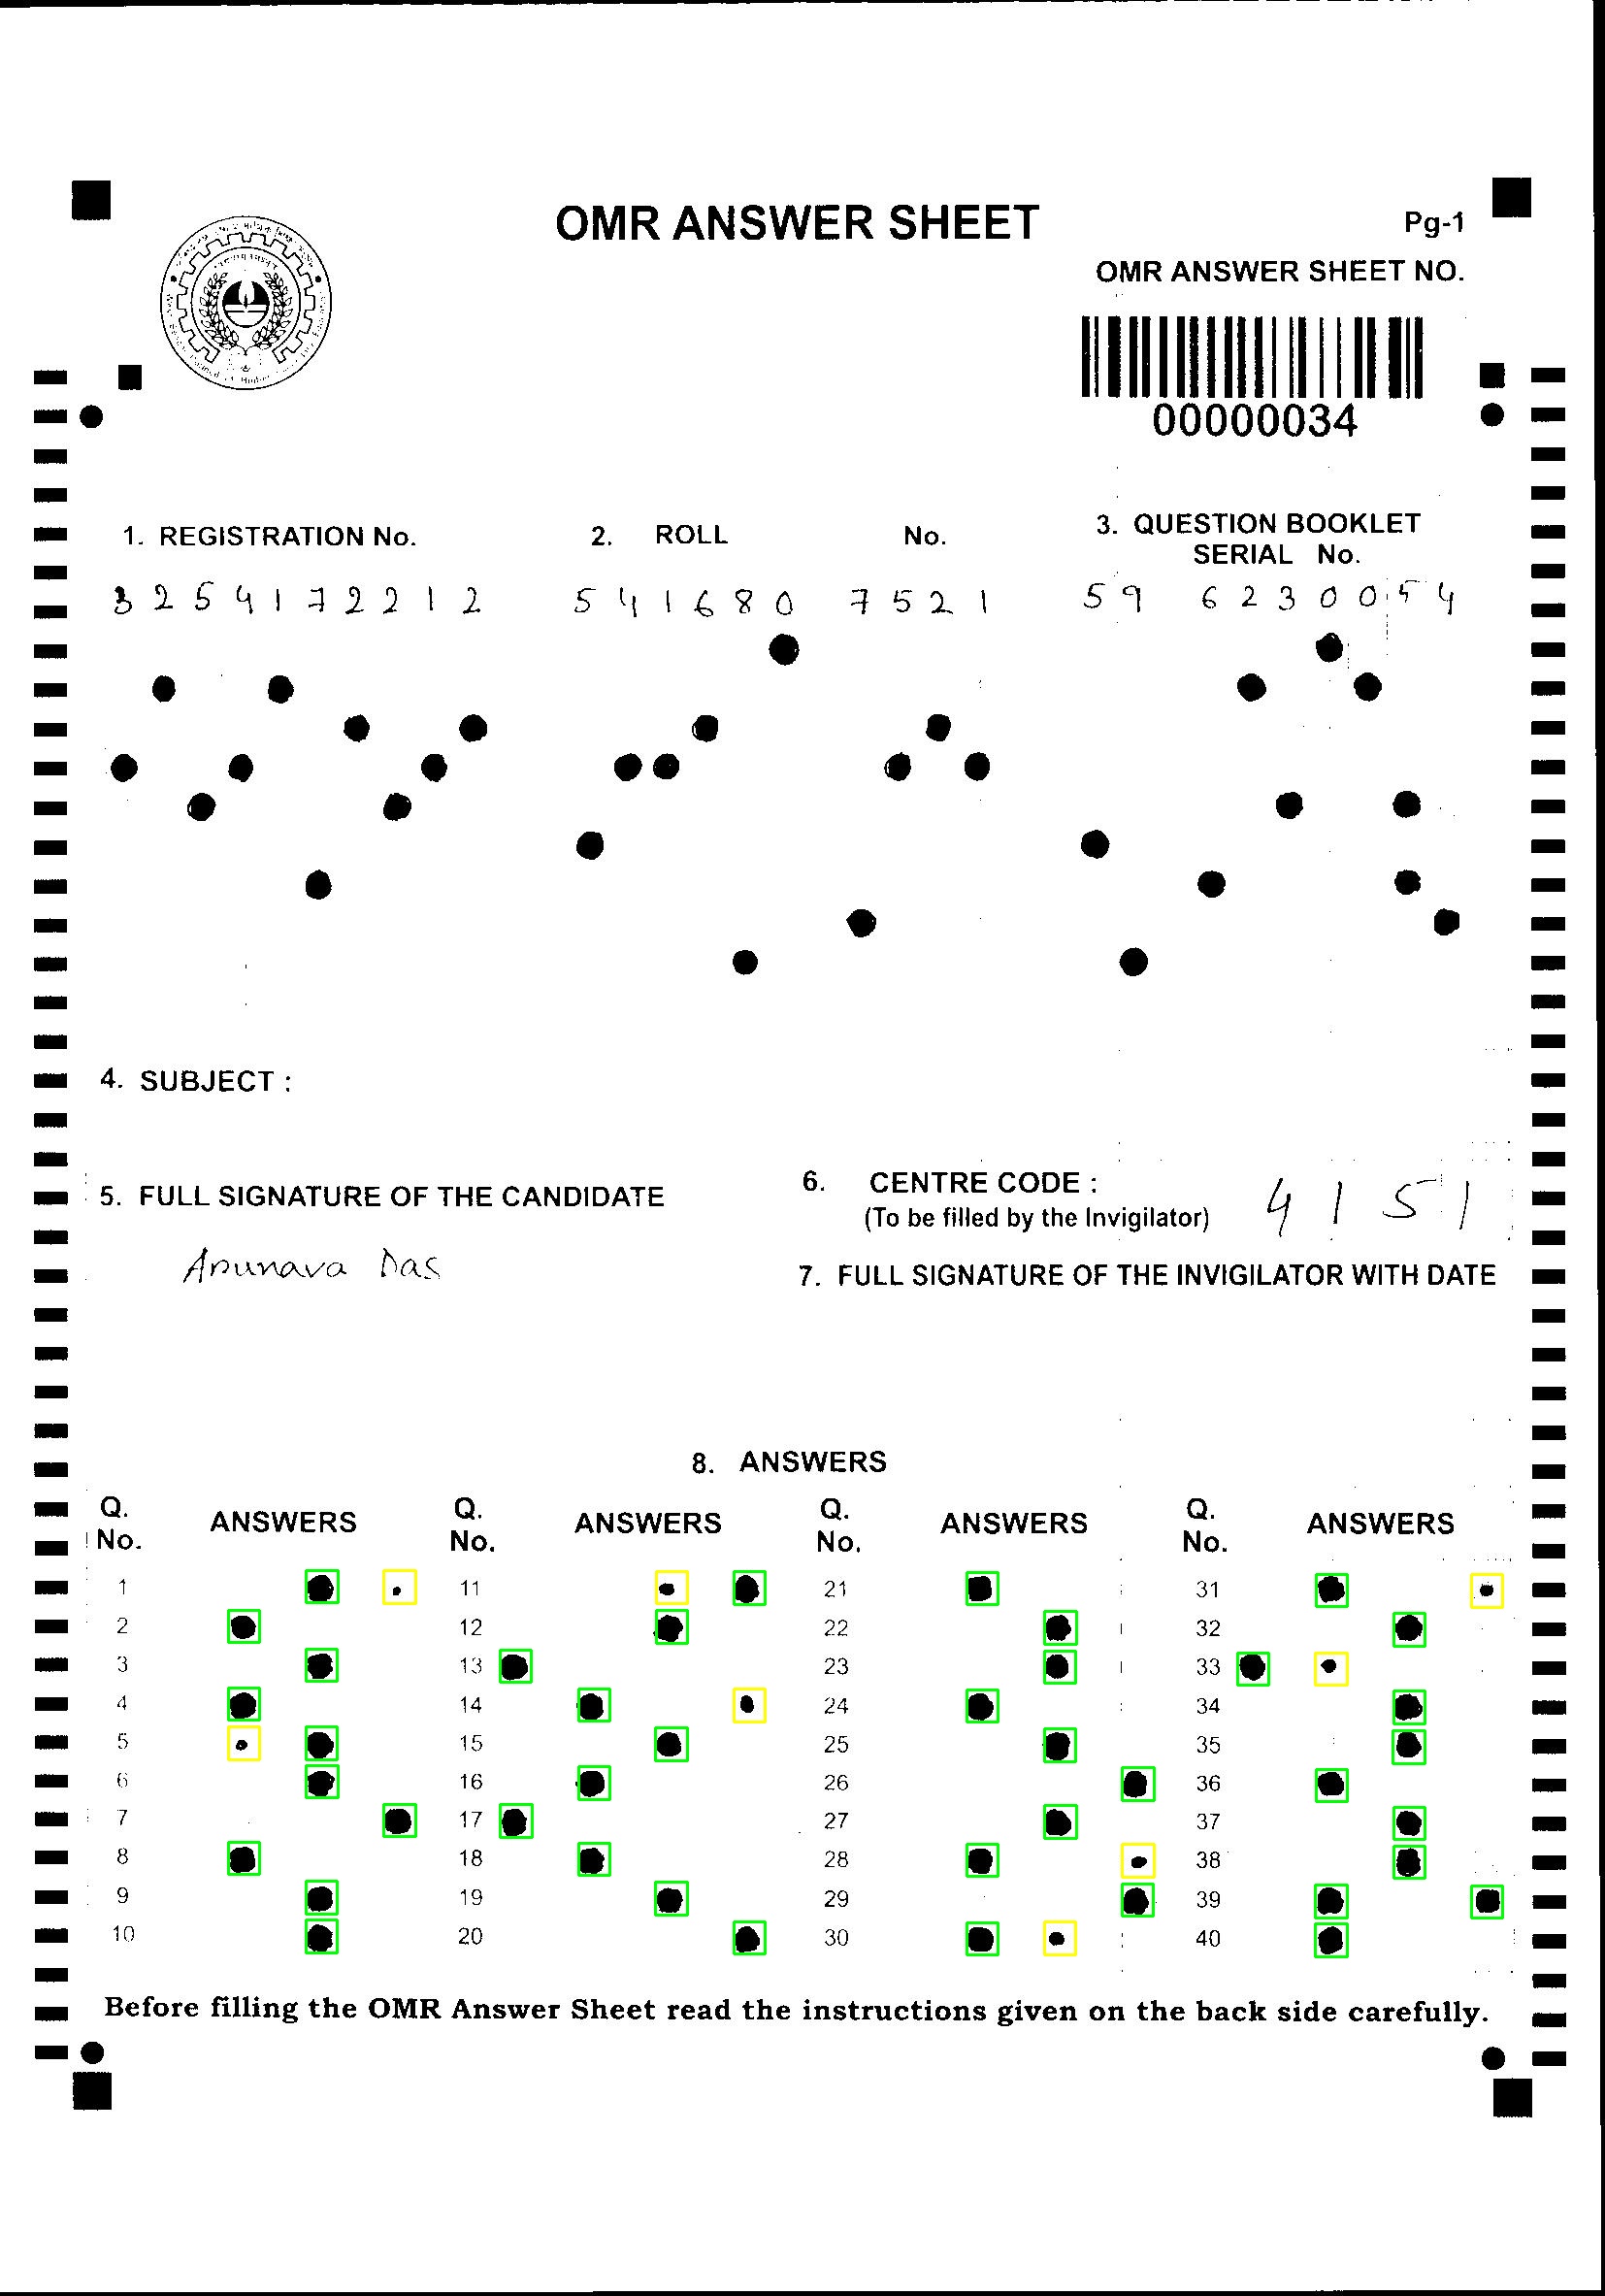 OMR ANSWER SHEET
Pg-1
OMR ANSWER SHEET NO.
00000034
1. REGISTRATION No.
2. ROLL No.
3. QUESTION BOOKLET
SERIAL No.
3 2 5 4 1 7 2 2 1 2
5 4 1 6 8 0 7 5 2 1
5 9 6 2 3 0 0 5 4
4. SUBJECT :
5. FULL SIGNATURE OF THE CANDIDATE
6. CENTRE CODE :
(To be filled by the Invigilator)
4 1 5 1
Arunava Das
7. FULL SIGNATURE OF THE INVIGILATOR WITH DATE
8. ANSWERS
Q. No. ANSWERS Q. No. ANSWERS Q. No. ANSWERS Q. No. ANSWERS
1 11 21 31
2 12 22 32
3 13 23 33
4 14 24 34
5 15 25 35
6 16 26 36
7 17 27 37
8 18 28 38
9 19 29 39
10 20 30 40
Before filling the OMR Answer Sheet read the instructions given on the back side carefully.